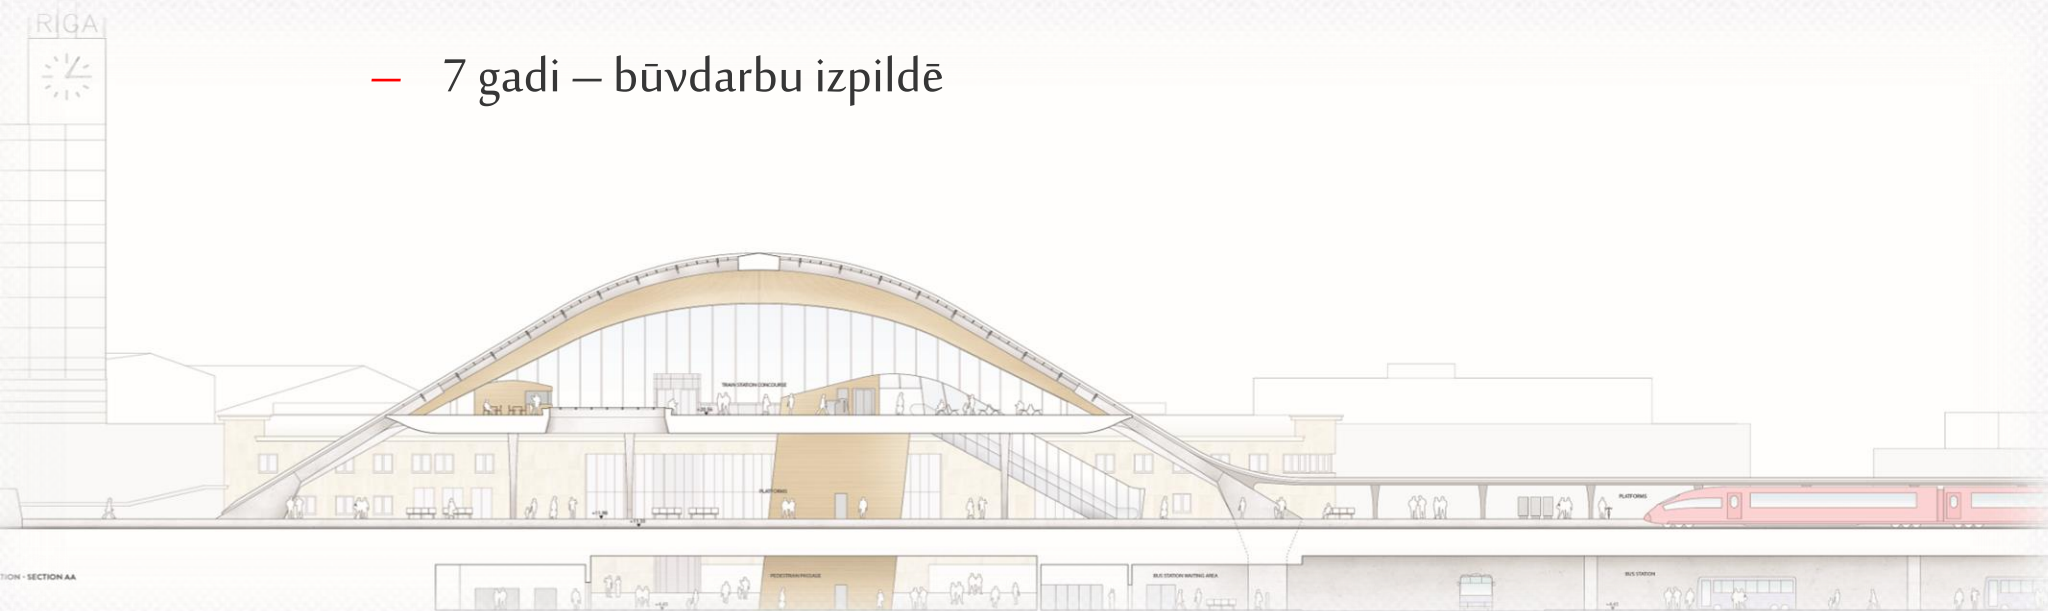 RIGA
— 7 gadi – būvdarbu izpildē
TRAIN STATION CONCOURSE
PLATFORMS
PLATFORMS
TION - SECTION AA
PEDESTRIAN PASSAGE
BUS STATION WAITING AREA
BUS STATION